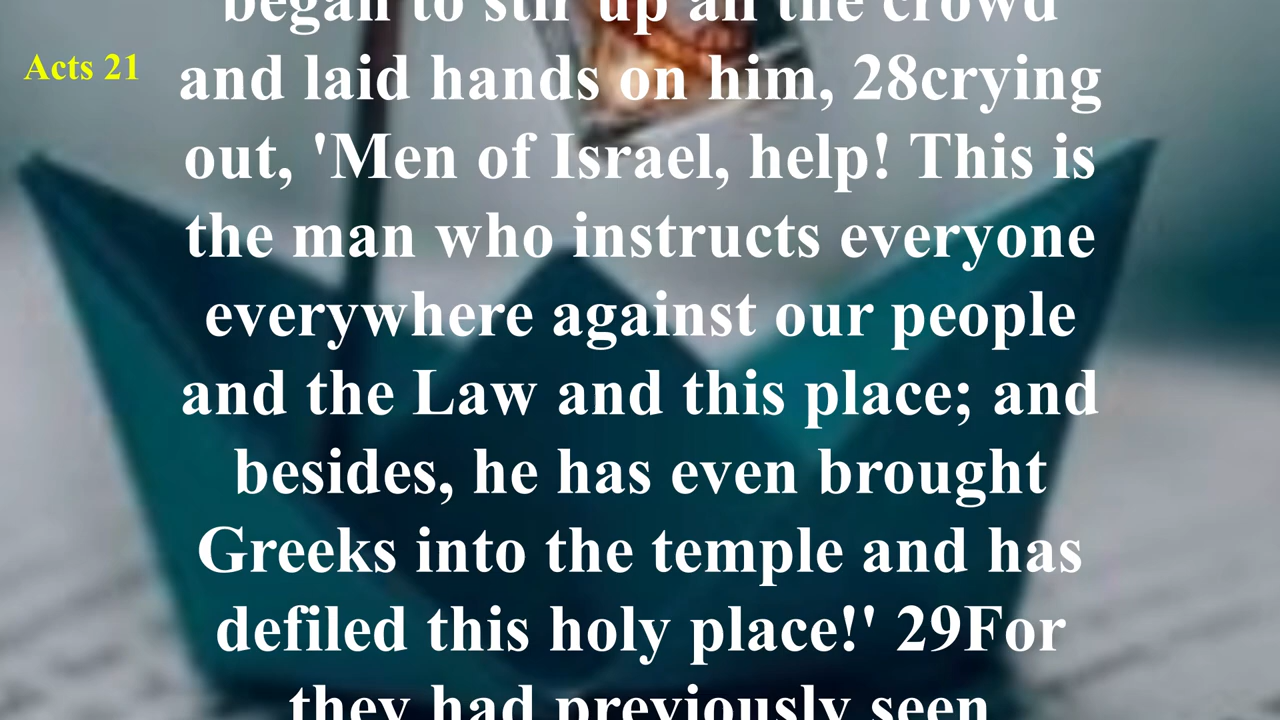 began to stir up all the crowd
Acts 21
and laid hands on him, 28crying
out, 'Men of Israel, help! This is
the man who instructs everyone
everywhere against our people
and the Law and this place; and
besides, he has even brought
Greeks into the temple and has
defiled this holy place!' 29For
they had previously seen